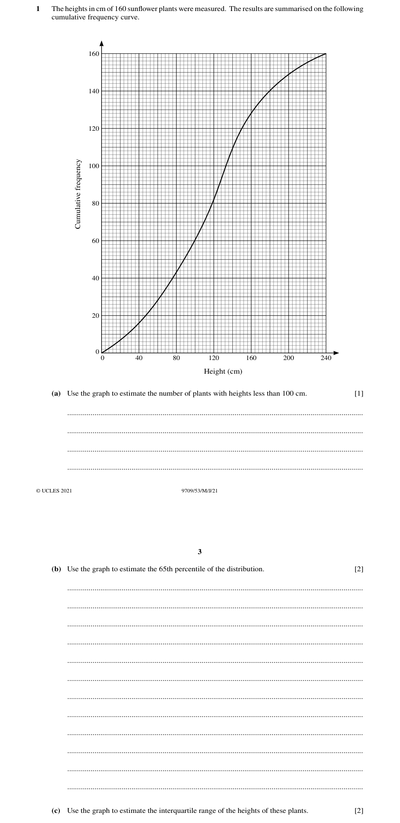 1 The heights in cm of 160 sunflower plants were measured. The results are summarised on the following
cumulative frequency curve.
160
140
120
100
80
60
40
20
0
Cumulative frequency
0 40 80 120 160 200 240
Height (cm)
(a) Use the graph to estimate the number of plants with heights less than 100 cm. [1]
© UCLES 2021 9709/53/M/J/21
3
(b) Use the graph to estimate the 65th percentile of the distribution. [2]
(c) Use the graph to estimate the interquartile range of the heights of these plants. [2]